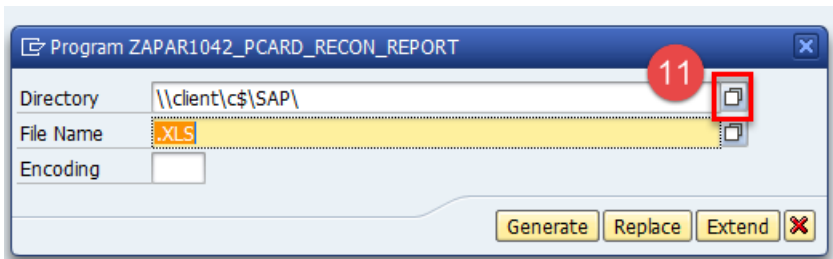 Program ZAPAR1042_PCARD_RECON_REPORT
11
Directory \\client\c$\SAP\
File Name .XLS
Encoding
Generate Replace Extend